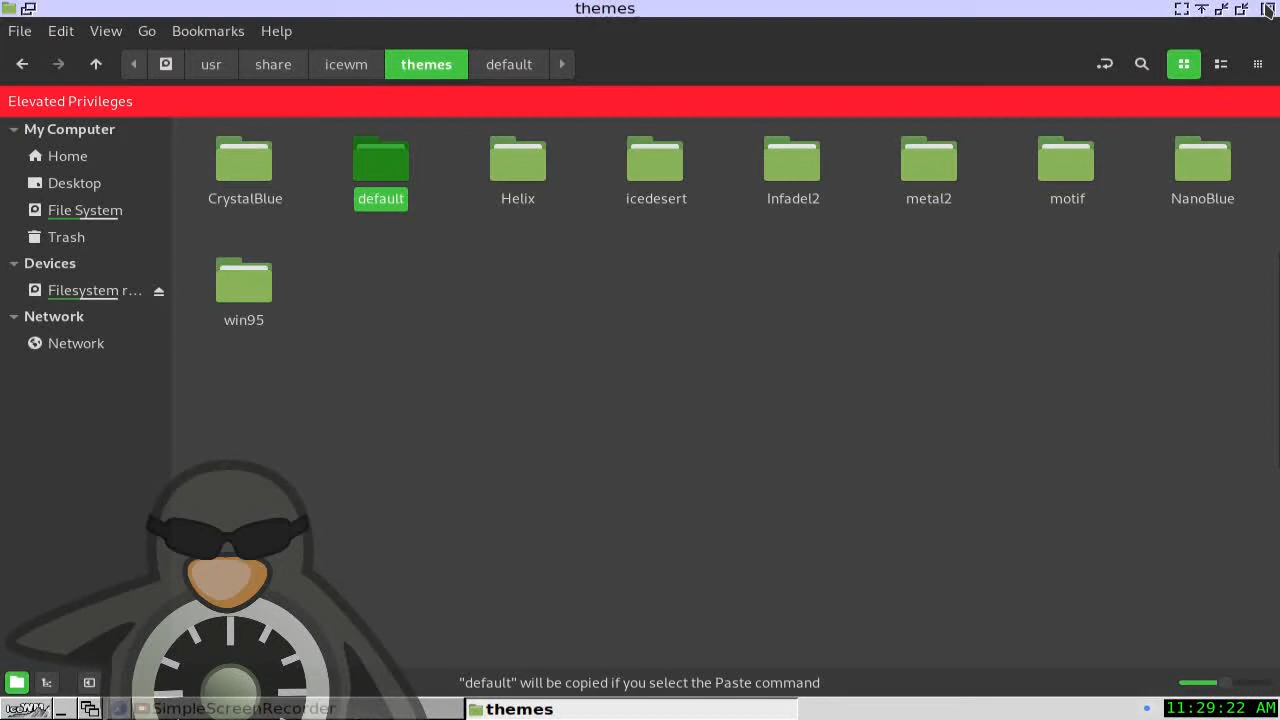 themes
File Edit View Go Bookmarks Help
usr share icewm themes default
Elevated Privileges
My Computer
Home
Desktop
File System
Trash
Devices
Filesystem r...
Network
Network
CrystalBlue default Helix icedesert Infadel2 metal2 motif NanoBlue
win95
"default" will be copied if you select the Paste command
SimpleScreenRecorder themes 11:29:22 AM